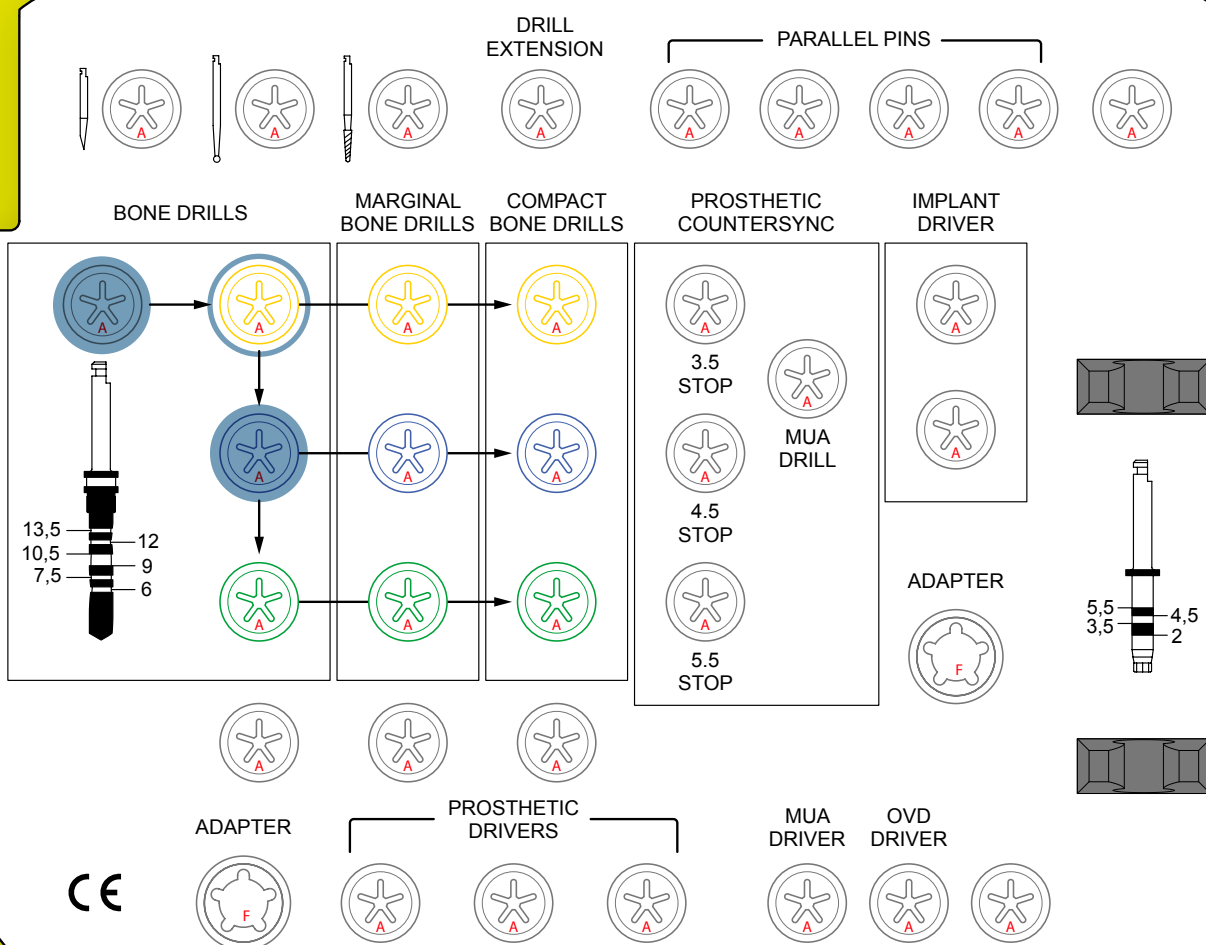 DRILL
EXTENSION
PARALLEL PINS
A
A
A
A
A
A
A
A
A
BONE DRILLS
MARGINAL
BONE DRILLS
COMPACT
BONE DRILLS
PROSTHETIC
COUNTERSYNC
IMPLANT
DRIVER
A
A
A
A
A
A
3.5
STOP
A
MUA
DRILL
A
A
A
A
A
4.5
STOP
13,5
12
10,5
9
7,5
6
A
A
A
A
5.5
STOP
ADAPTER
F
5,5
4,5
3,5
2
A
A
A
ADAPTER
PROSTHETIC
DRIVERS
MUA
DRIVER
OVD
DRIVER
CE
F
A
A
A
A
A
A